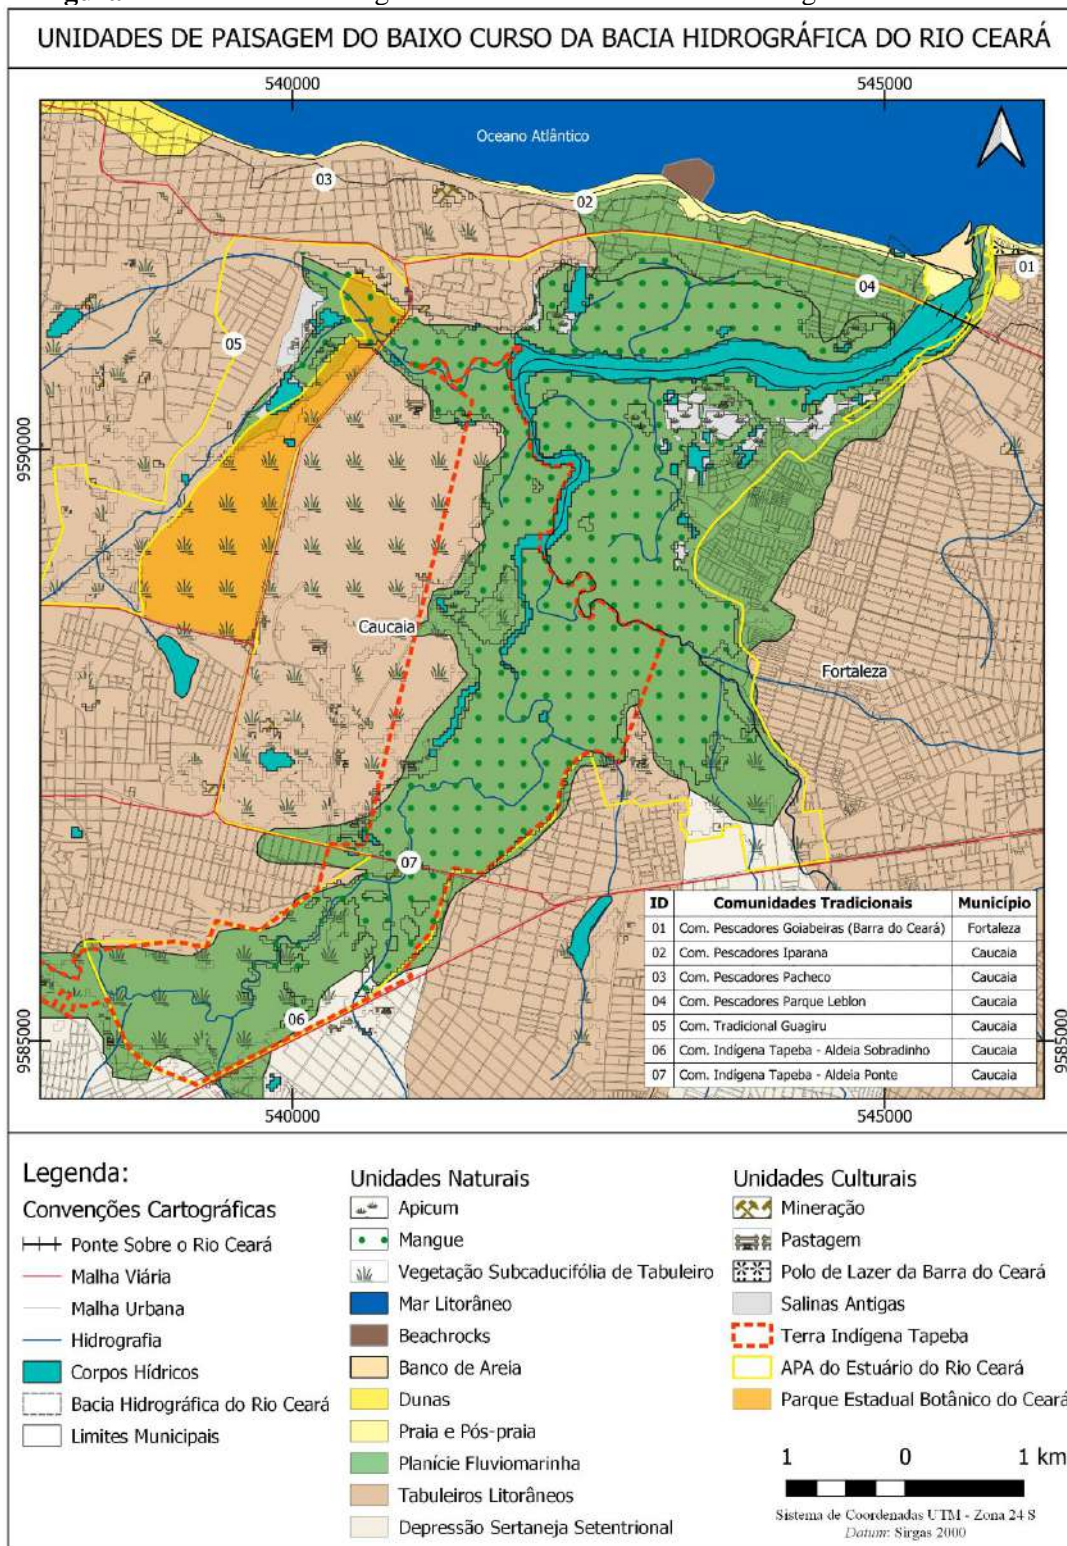 UNIDADES DE PAISAGEM DO BAIXO CURSO DA BACIA HIDROGRÁFICA DO RIO CEARÁ
540000
545000
Oceano Atlântico
03
02
01
04
05
9590000
Caucaia
Fortaleza
07
06
ID Comunidades Tradicionais Município
01 Com. Pescadores Goiabeiras (Barra do Ceará) Fortaleza
02 Com. Pescadores Iparana Caucaia
03 Com. Pescadores Pacheco Caucaia
04 Com. Pescadores Parque Leblon Caucaia
05 Com. Tradicional Guagiru Caucaia
06 Com. Indígena Tapeba - Aldeia Sobradinho Caucaia
07 Com. Indígena Tapeba - Aldeia Ponte Caucaia
9585000
9585000
540000
545000
Legenda:
Convenções Cartográficas
Ponte Sobre o Rio Ceará
Malha Viária
Malha Urbana
Hidrografia
Corpos Hídricos
Bacia Hidrográfica do Rio Ceará
Limites Municipais
Unidades Naturais
Apicum
Mangue
Vegetação Subcaducifólia de Tabuleiro
Mar Litorâneo
Beachrocks
Banco de Areia
Dunas
Praia e Pós-praia
Planície Fluviomarinha
Tabuleiros Litorâneos
Depressão Sertaneja Setentrional
Unidades Culturais
Mineração
Pastagem
Polo de Lazer da Barra do Ceará
Salinas Antigas
Terra Indígena Tapeba
APA do Estuário do Rio Ceará
Parque Estadual Botânico do Ceará
1 0 1 km
Sistema de Coordenadas UTM - Zona 24 S
Datum: Sirgas 2000